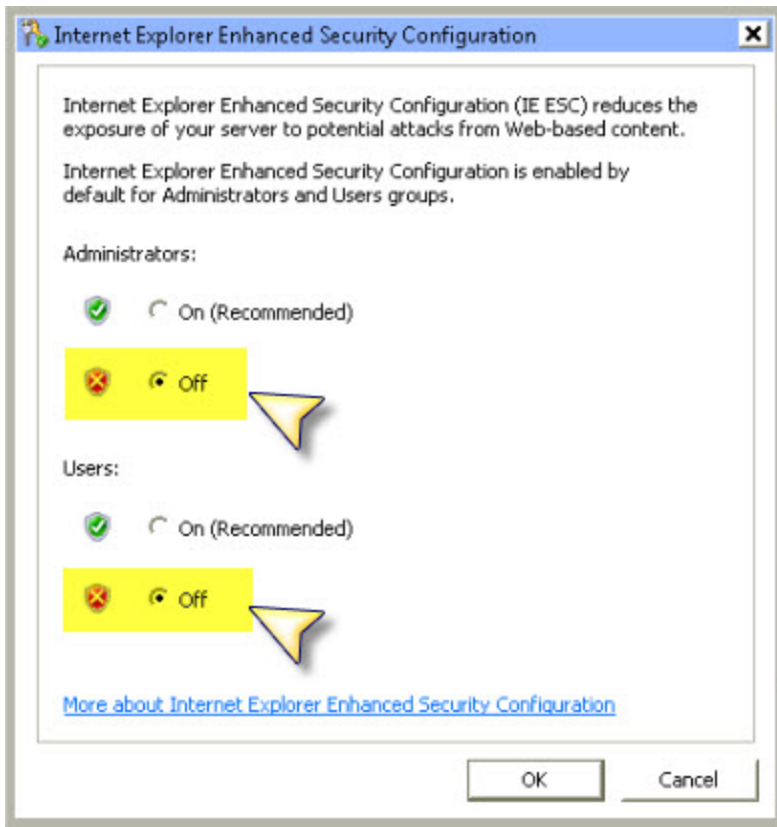 Internet Explorer Enhanced Security Configuration
Internet Explorer Enhanced Security Configuration (IE ESC) reduces the
exposure of your server to potential attacks from Web-based content.
Internet Explorer Enhanced Security Configuration is enabled by
default for Administrators and Users groups.
Administrators:
On (Recommended)
Off
Users:
On (Recommended)
Off
More about Internet Explorer Enhanced Security Configuration
OK Cancel